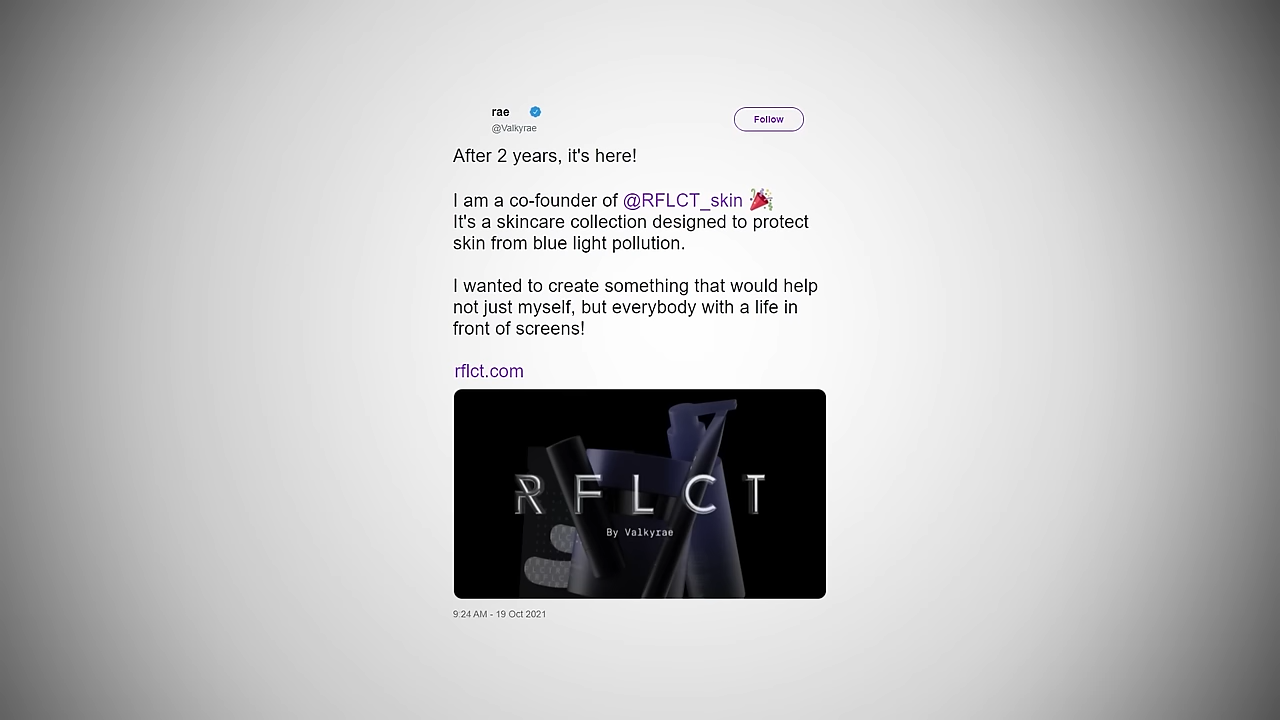 rae
@Valkyrae
Follow
After 2 years, it's here!
I am a co-founder of @RFLCT_skin 🎉
It's a skincare collection designed to protect
skin from blue light pollution.
I wanted to create something that would help
not just myself, but everybody with a life in
front of screens!
rflct.com
RFLCT
By Valkyrae
9:24 AM - 19 Oct 2021